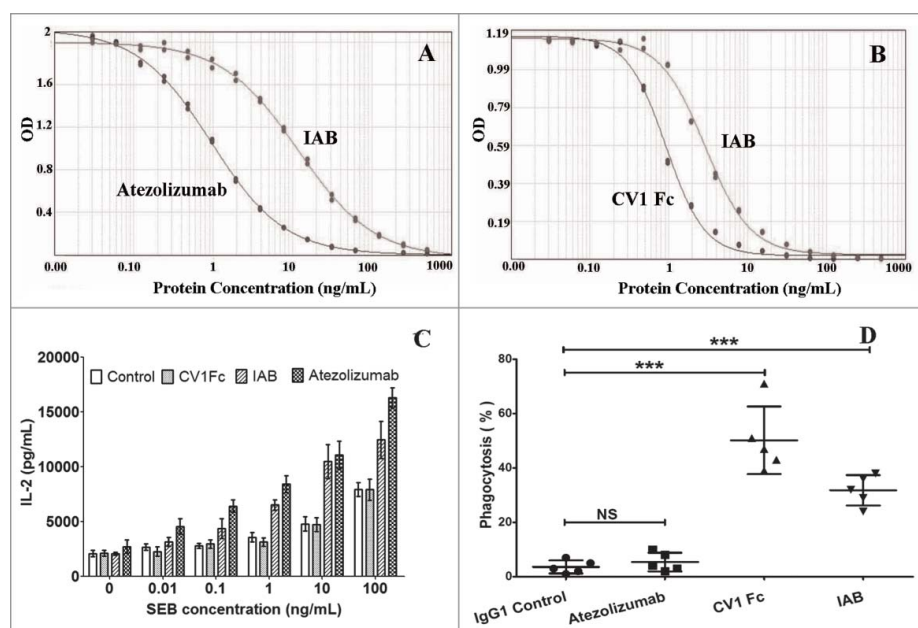 A
2
1.6
1.2
0.8
0.4
OD
IAB
Atezolizumab
0.00 0.10 1 10 100 1000
Protein Concentration (ng/mL)
B
1.19
0.99
0.79
0.59
0.39
0.19
OD
IAB
CV1 Fc
0.00 0.10 1 10 100 1000
Protein Concentration (ng/mL)
C
Control CV1Fc IAB Atezolizumab
20000
15000
10000
5000
0
IL-2
(pg/mL)
0 0.01 0.1 1 10 100
SEB concentration (ng/mL)
D
80
60
40
20
0
Phagocytosis ( % )
***
***
NS
IgG1 Control
Atezolizumab
CV1 Fc
IAB